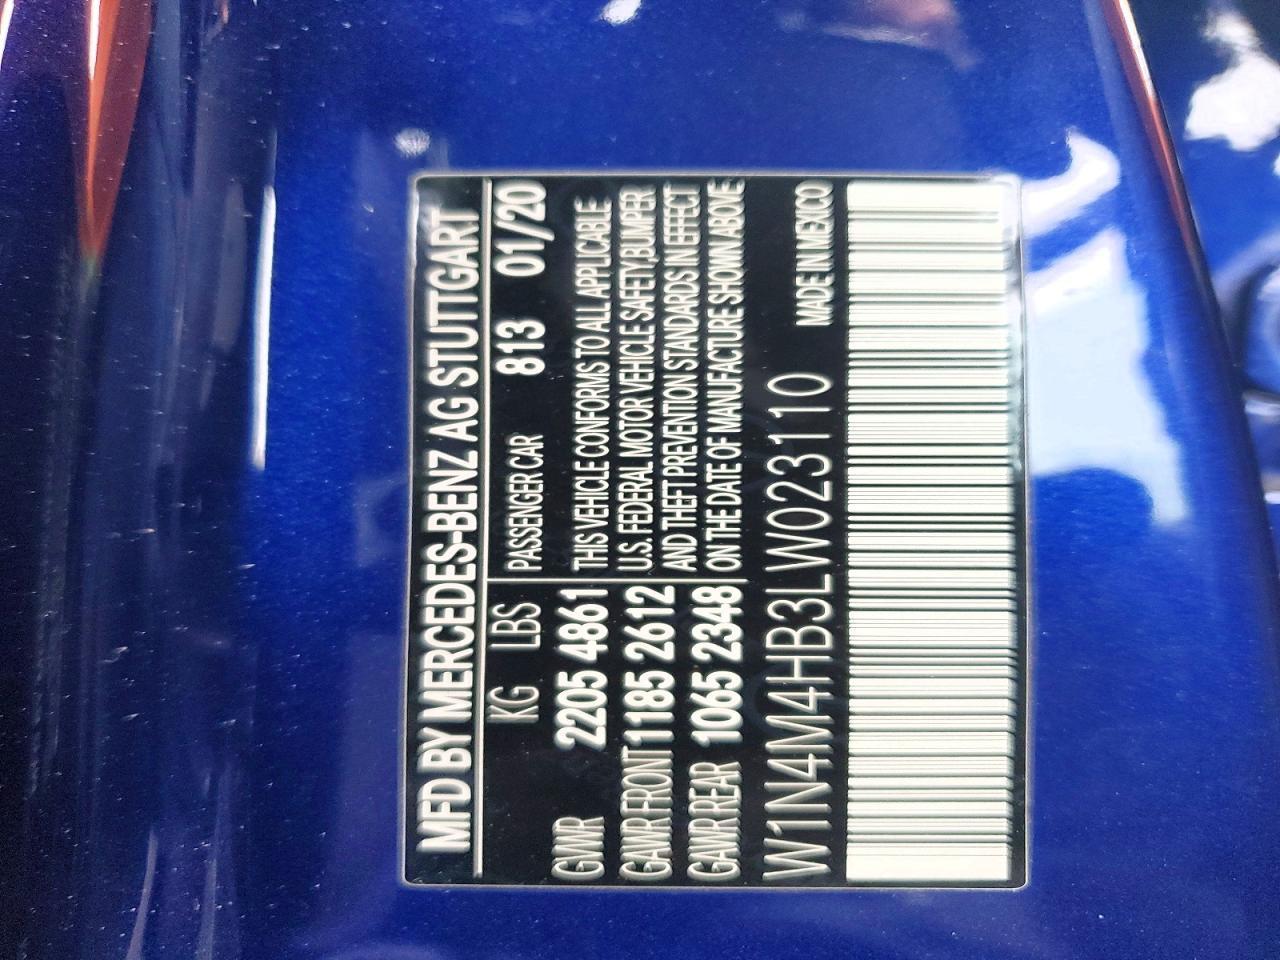 MFD BY MERCEDES-BENZ AG STUTTGART
KG LBS PASSENGER CAR 813 01/20
GWR 2205 4861 THIS VEHICLE CONFORMS TO ALL APPLICABLE
GAWR FRONT 1185 2612 U.S. FEDERAL MOTOR VEHICLE SAFETY,BUMPER
GAWR REAR 1065 2348 AND THEFT PREVENTION STANDARDS IN EFFECT
ON THE DATE OF MANUFACTURE SHOWN ABOVE:
W1N4M4HB3LW023110 MADE IN MEXICO